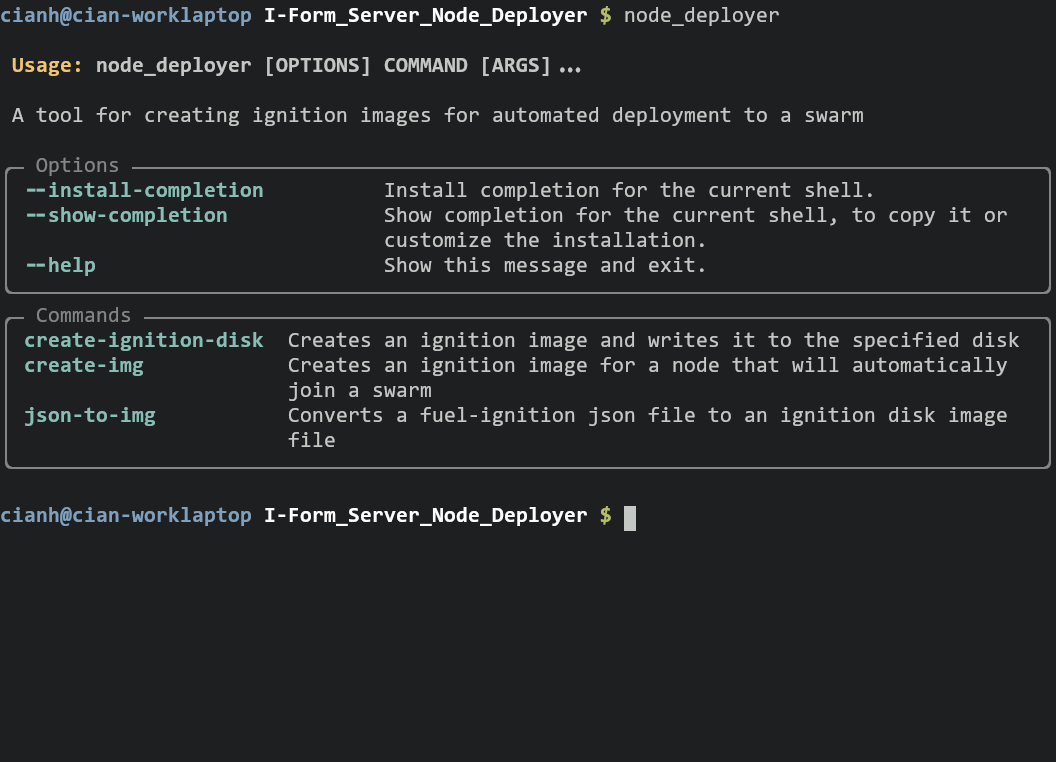 cianh@cian-worklaptop I-Form_Server_Node_Deployer $ node_deployer
Usage: node_deployer [OPTIONS] COMMAND [ARGS]...
A tool for creating ignition images for automated deployment to a swarm
Options
--install-completion Install completion for the current shell.
--show-completion Show completion for the current shell, to copy it or
customize the installation.
--help Show this message and exit.
Commands
create-ignition-disk Creates an ignition image and writes it to the specified disk
create-img Creates an ignition image for a node that will automatically
join a swarm
json-to-img Converts a fuel-ignition json file to an ignition disk image
file
cianh@cian-worklaptop I-Form_Server_Node_Deployer $